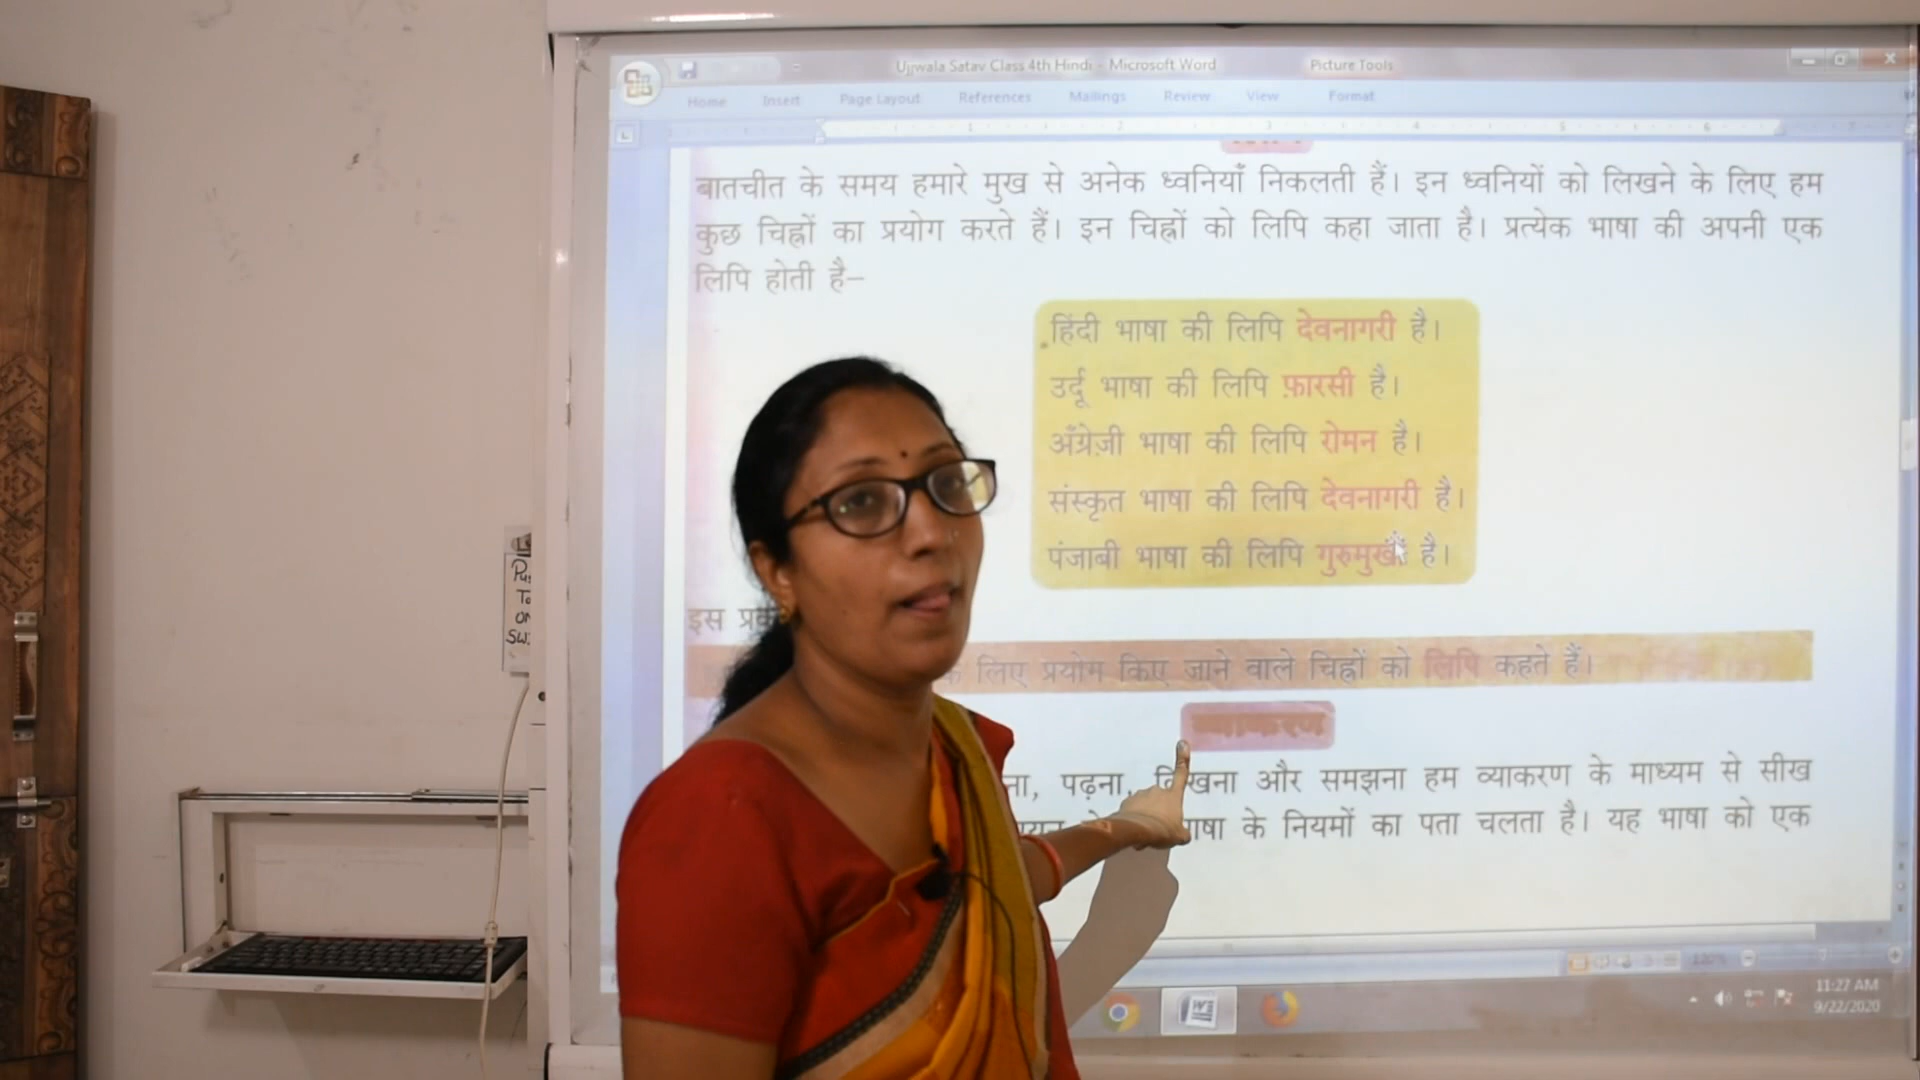 Ujjwala Satav Class 4th Hindi - Microsoft Word
Picture Tools
Home Insert Page Layout References Mailings Review View Format
बातचीत के समय हमारे मुख से अनेक ध्वनियाँ निकलती हैं। इन ध्वनियों को लिखने के लिए हम
कुछ चिह्नों का प्रयोग करते हैं। इन चिह्नों को लिपि कहा जाता है। प्रत्येक भाषा की अपनी एक
लिपि होती है–
हिंदी भाषा की लिपि देवनागरी है।
उर्दू भाषा की लिपि फ़ारसी है।
अँग्रेज़ी भाषा की लिपि रोमन है।
संस्कृत भाषा की लिपि देवनागरी है।
पंजाबी भाषा की लिपि गुरुमुखी है।
इस
लिए प्रयोग किए जाने वाले चिह्नों को लिपि कहते हैं।
पढ़ना, लिखना और समझना हम व्याकरण के माध्यम से सीख
भाषा के नियमों का पता चलता है। यह भाषा को एक
11:27 AM
9/22/2020